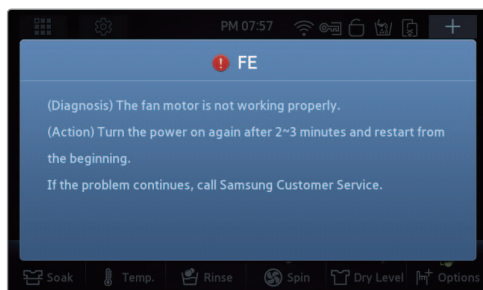 PM 07:57
FE
(Diagnosis) The fan motor is not working properly.
(Action) Turn the power on again after 2~3 minutes and restart from
the beginning.
If the problem continues, call Samsung Customer Service.
Soak Temp. Rinse Spin Dry Level Options